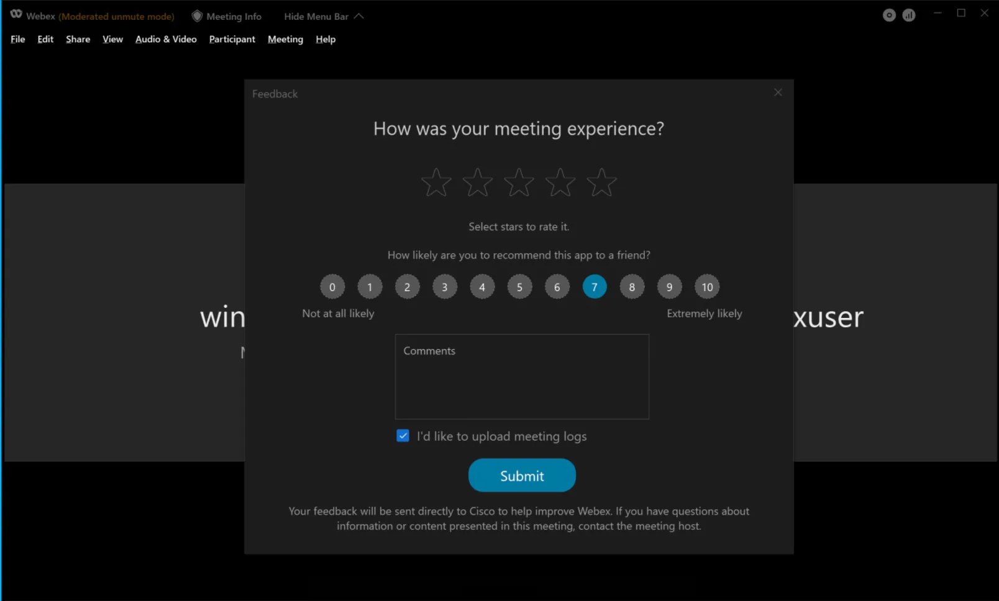 Webex (Moderated unmute mode) Meeting Info Hide Menu Bar
File Edit Share View Audio & Video Participant Meeting Help
Feedback
How was your meeting experience?
Select stars to rate it.
How likely are you to recommend this app to a friend?
0 1 2 3 4 5 6 7 8 9 10
Not at all likely Extremely likely
win xuser
Comments
I'd like to upload meeting logs
Submit
Your feedback will be sent directly to Cisco to help improve Webex. If you have questions about
information or content presented in this meeting, contact the meeting host.